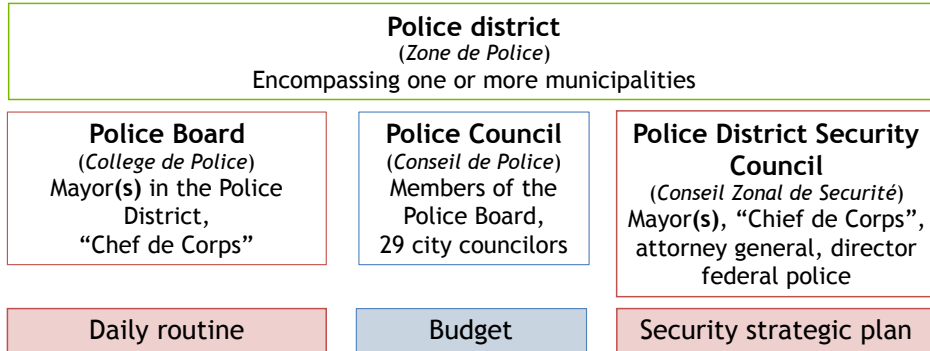 Police district
(Zone de Police)
Encompassing one or more municipalities
Police Board
(College de Police)
Mayor(s) in the Police
District,
“Chef de Corps”
Police Council
(Conseil de Police)
Members of the
Police Board,
29 city councilors
Police District Security
Council
(Conseil Zonal de Securité)
Mayor(s), “Chief de Corps”,
attorney general, director
federal police
Daily routine
Budget
Security strategic plan